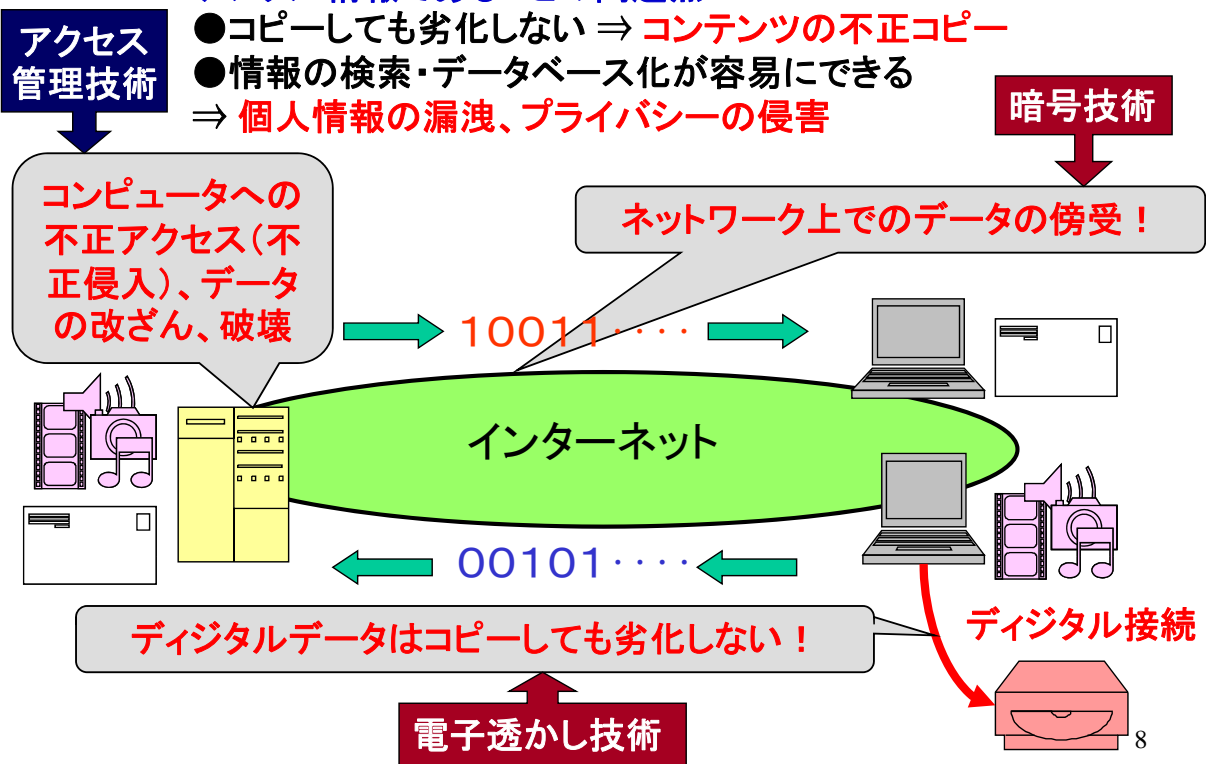 アクセス
管理技術
●コピーしても劣化しない ⇒ コンテンツの不正コピー
●情報の検索・データベース化が容易にできる
⇒ 個人情報の漏洩、プライバシーの侵害
暗号技術
コンピュータへの
不正アクセス（不
正侵入）、データ
の改ざん、破壊
ネットワーク上でのデータの傍受！
10011････
インターネット
00101････
ディジタルデータはコピーしても劣化しない！
ディジタル接続
電子透かし技術
8